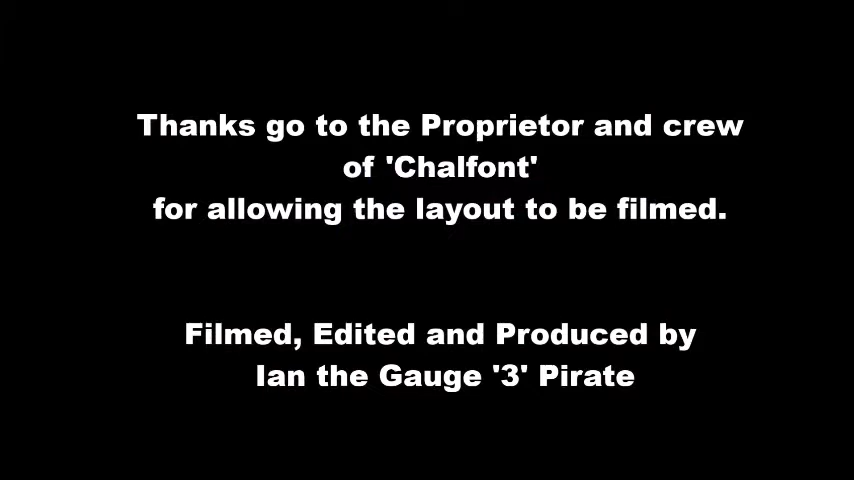 Thanks go to the Proprietor and crew
of 'Chalfont'
for allowing the layout to be filmed.
Filmed, Edited and Produced by
Ian the Gauge '3' Pirate